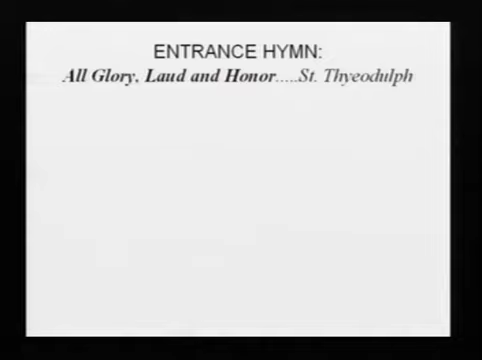 ENTRANCE HYMN:
All Glory, Laud and Honor.....St. Thyeodulph